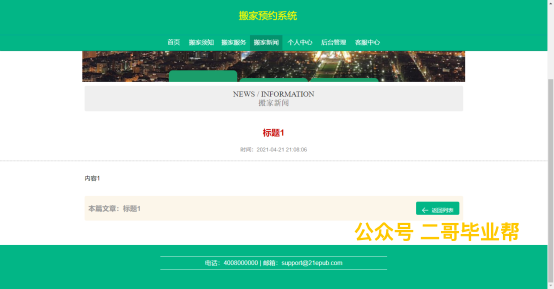 搬家预约系统
首页 搬家须知 搬家服务 搬家新闻 个人中心 后台管理 客服中心
NEWS / INFORMATION
搬家新闻
标题1
时间：2021-04-21 21:08:06
内容1
本篇文章：标题1
← 返回列表
公众号 二哥毕业帮
电话：4008000000 | 邮箱：support@21epub.com